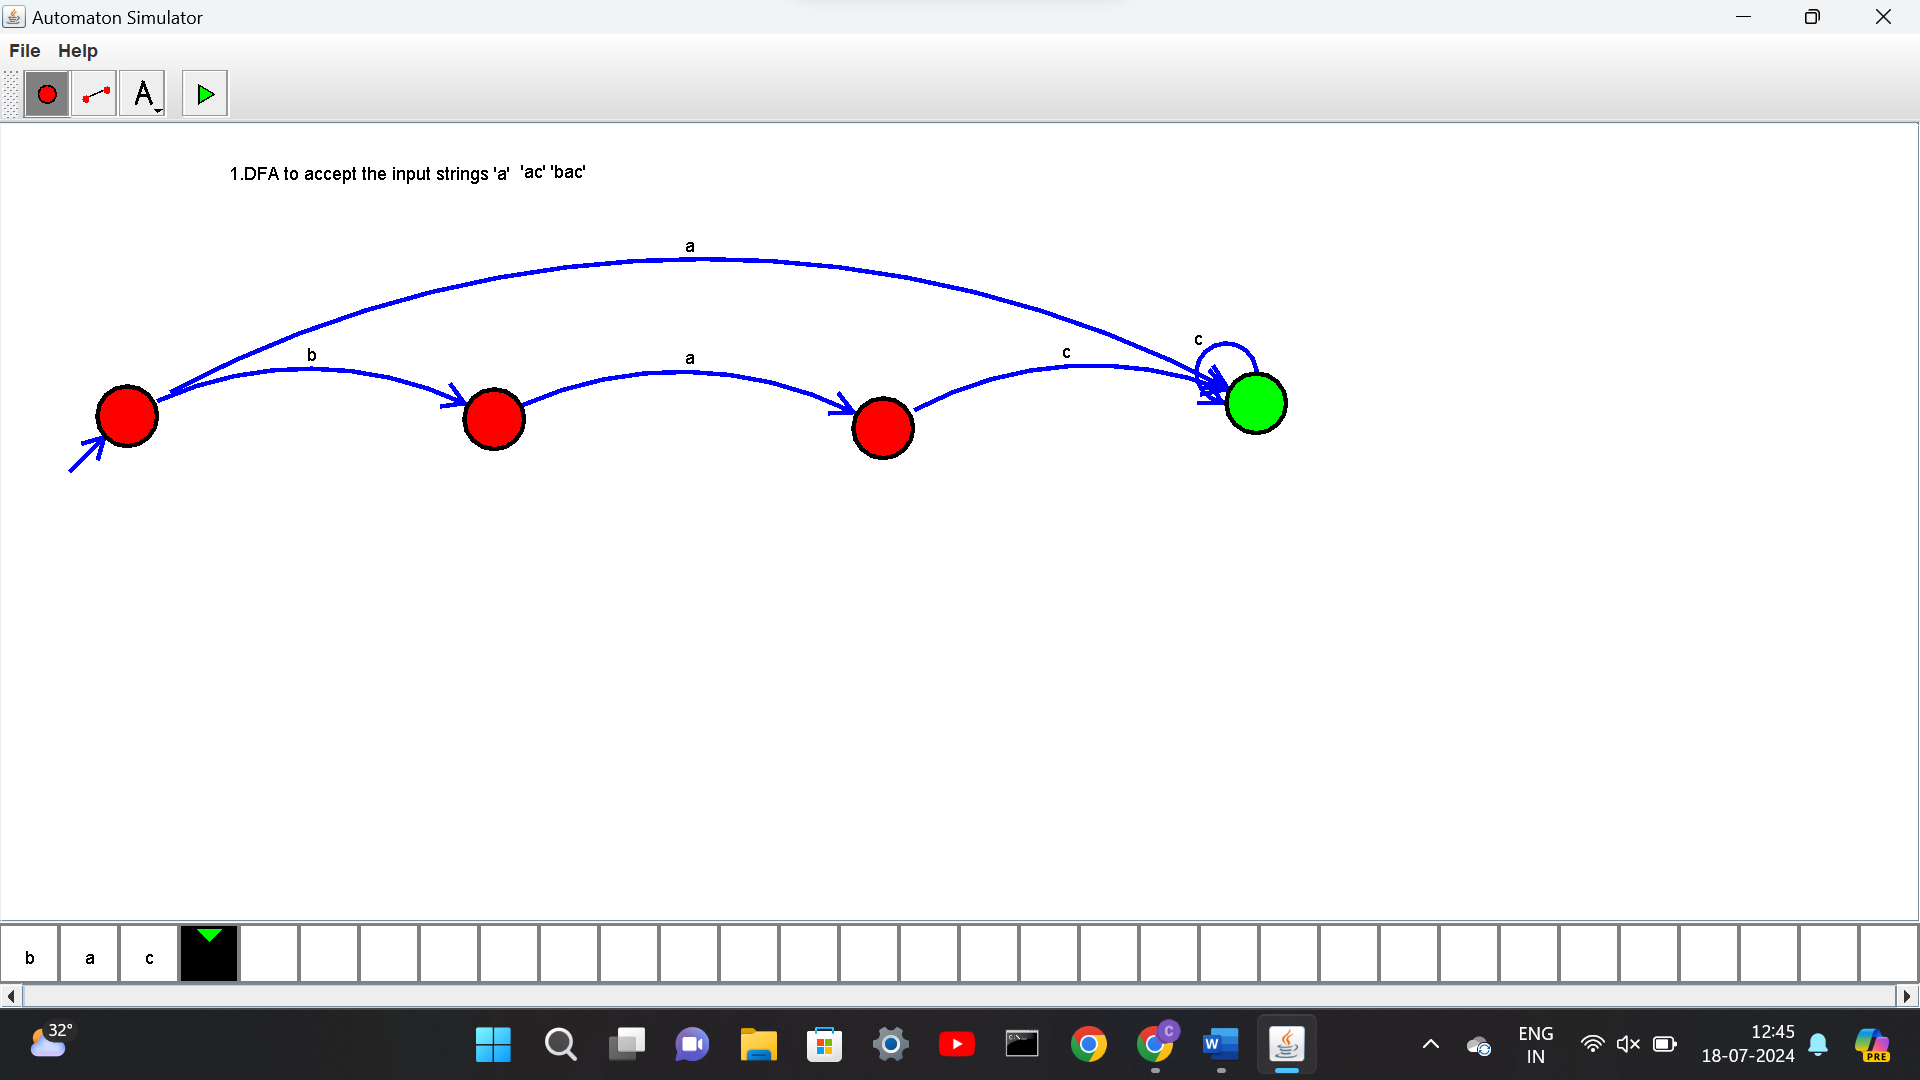 Automaton Simulator
File Help
A
1.DFA to accept the input strings 'a' 'ac' 'bac'
a
b
a
c
c
b a c
32°
C
W
PRE
ENG
IN
12:45
18-07-2024